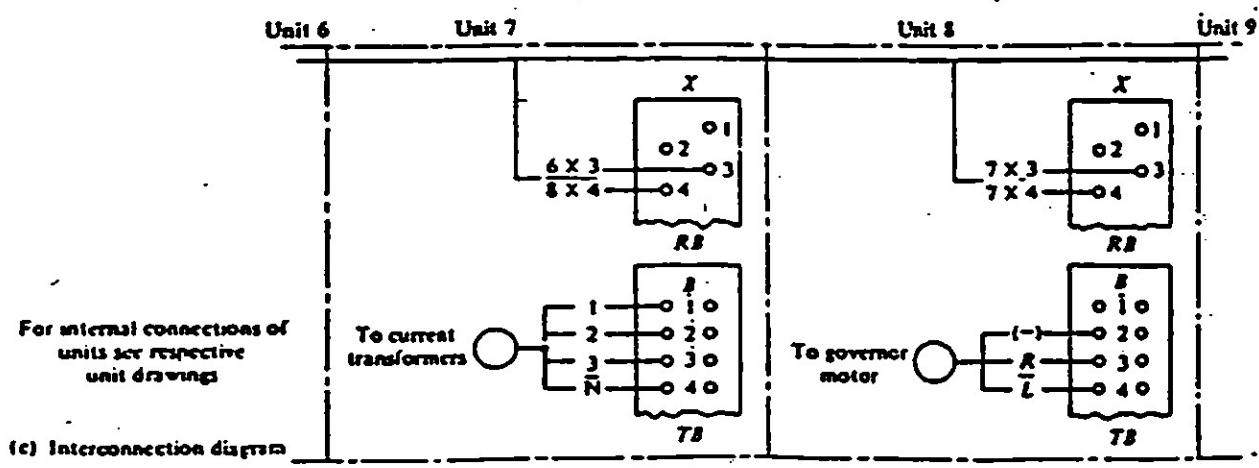 Unit 6
Unit 7
Unit 8
Unit 9
X
1
2
6 X 3
3
8 X 4
4
RB
X
1
2
7 X 3
3
7 X 4
4
RB
For internal connections of
units see respective
unit drawings
To current
transformers
B
1 1
2 2
3 3
N 4
TB
To governor
motor
B
1
(-) 2
R 3
L 4
TB
(c) Interconnection diagram